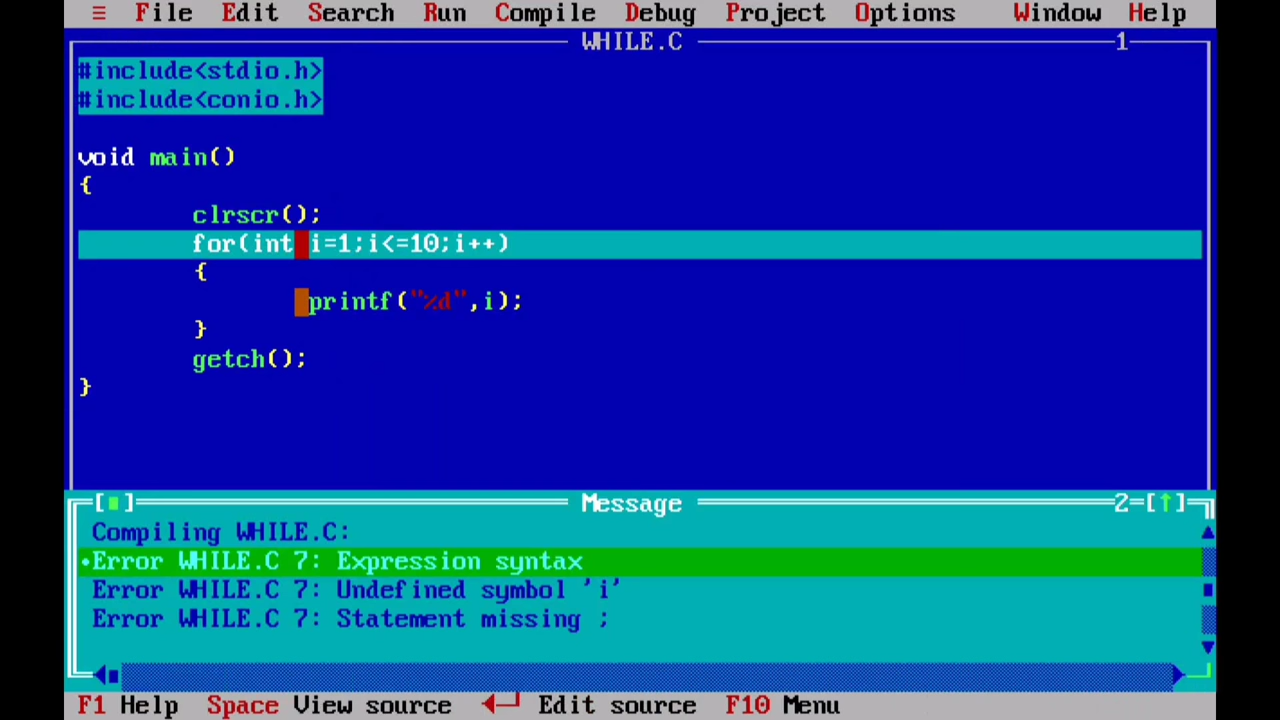 ≡ File Edit Search Run Compile Debug Project Options Window Help
WHILE.C 1
#include<stdio.h>
#include<conio.h>
void main()
{
clrscr();
for(int i=1;i<=10;i++)
{
printf("%d",i);
}
getch();
}
[■] Message 2=[↑]
Compiling WHILE.C:
•Error WHILE.C 7: Expression syntax
Error WHILE.C 7: Undefined symbol 'i'
Error WHILE.C 7: Statement missing ;
F1 Help Space View source ◄┘ Edit source F10 Menu